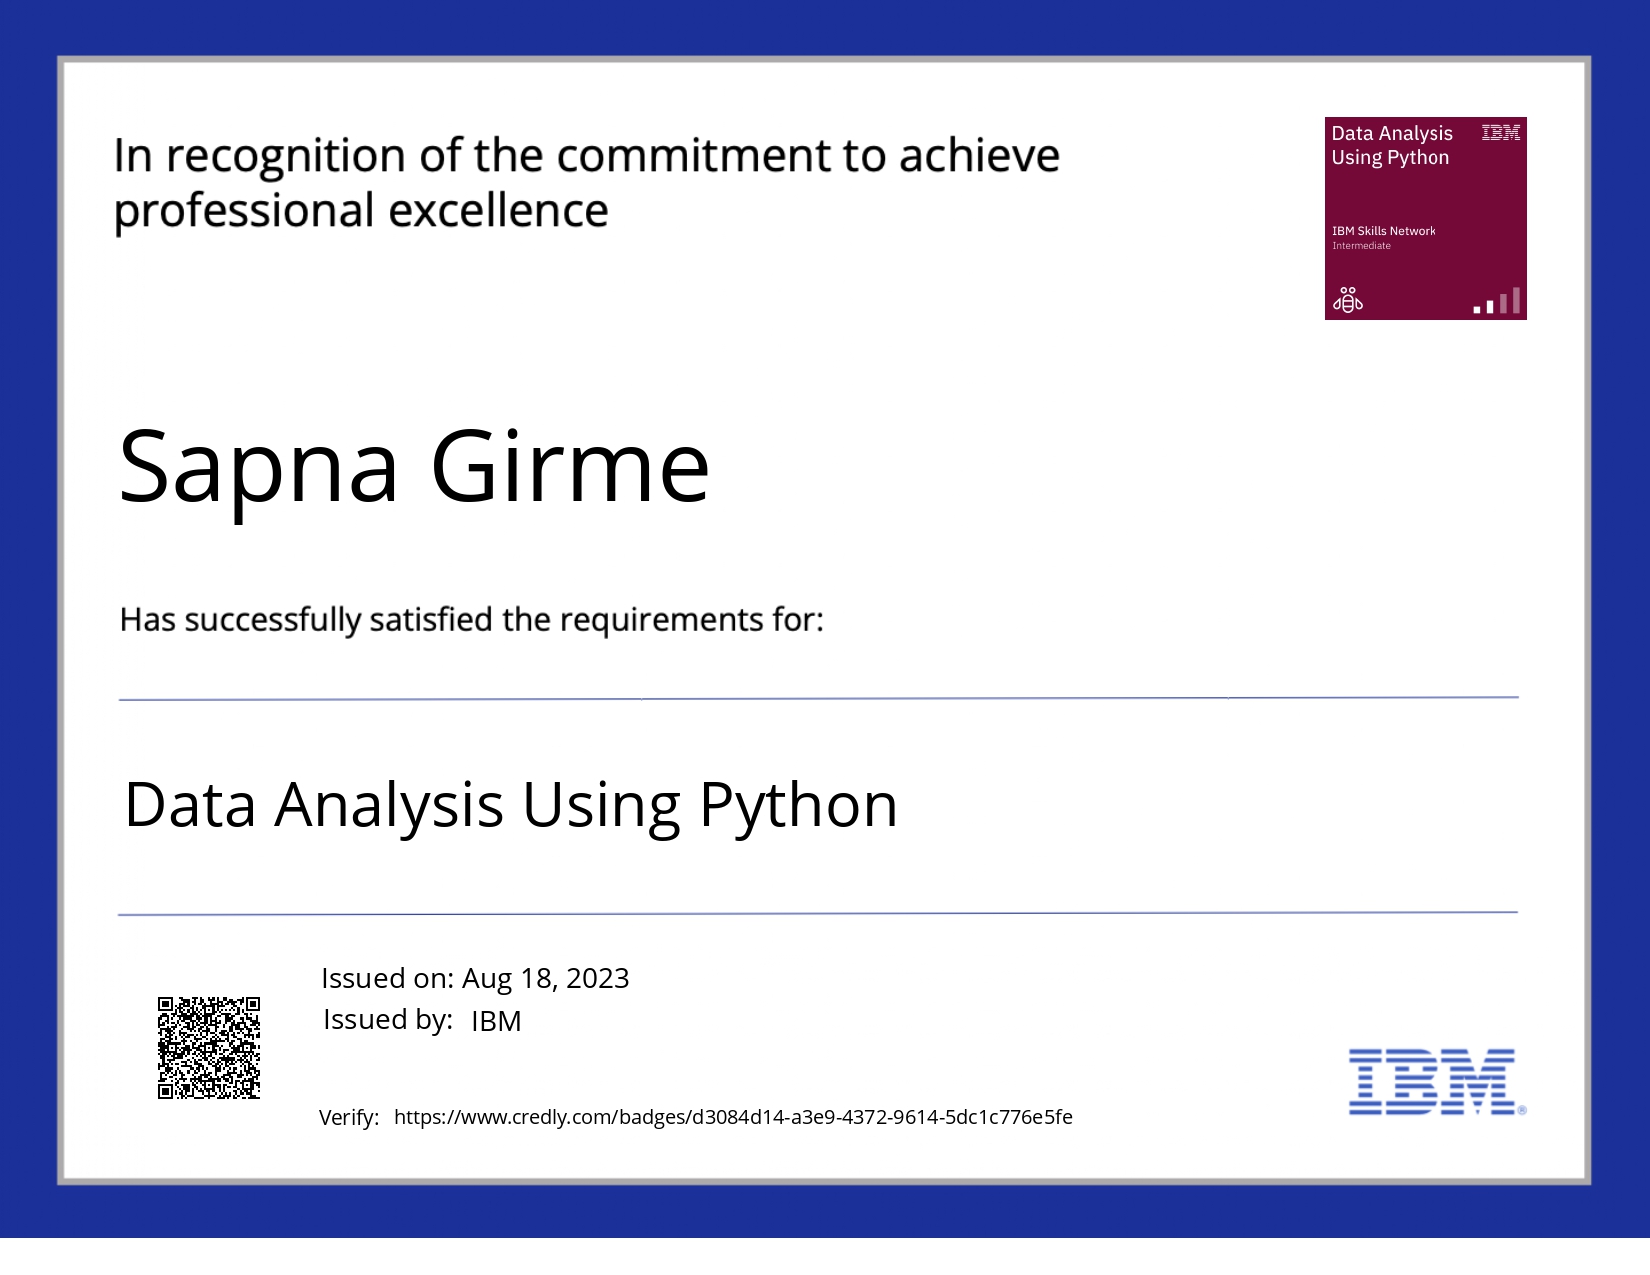 In recognition of the commitment to achieve
professional excellence
Data Analysis
Using Python
IBM
IBM Skills Network
Intermediate
Sapna Girme
Has successfully satisfied the requirements for:
Data Analysis Using Python
Issued on: Aug 18, 2023
Issued by: IBM
Verify: https://www.credly.com/badges/d3084d14-a3e9-4372-9614-5dc1c776e5fe
IBM®